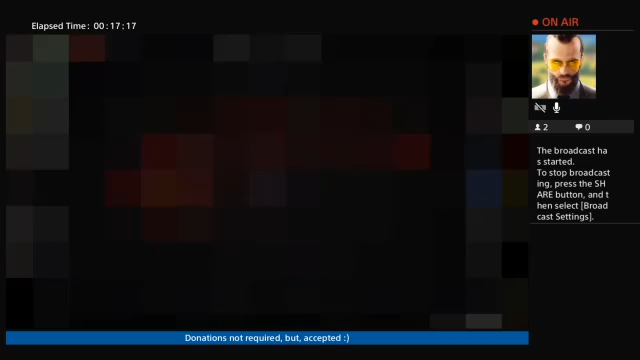 Elapsed Time: 00:17:17
ON AIR
2 0
The broadcast ha
s started.
To stop broadcast
ing, press the SH
ARE button, and t
hen select [Broad
cast Settings].
Donations not required, but, accepted :)